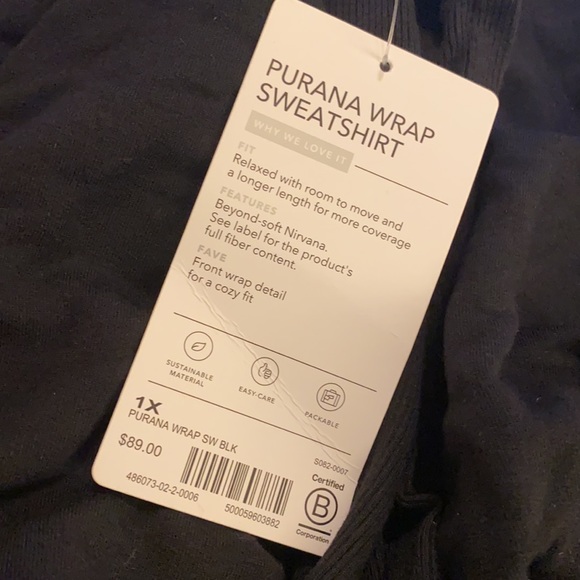 PURANA WRAP
SWEATSHIRT
WHY WE LOVE IT
FIT
Relaxed with room to move and
a longer length for more coverage
FEATURES
Beyond-soft Nirvana.
See label for the product's
full fiber content.
FAVE
Front wrap detail
for a cozy fit
SUSTAINABLE
MATERIAL
EASY-CARE
PACKABLE
1X
PURANA WRAP SW BLK
$89.00
S082-0007
486073-02-2-0006
500059603882
Certified
B
Corporation